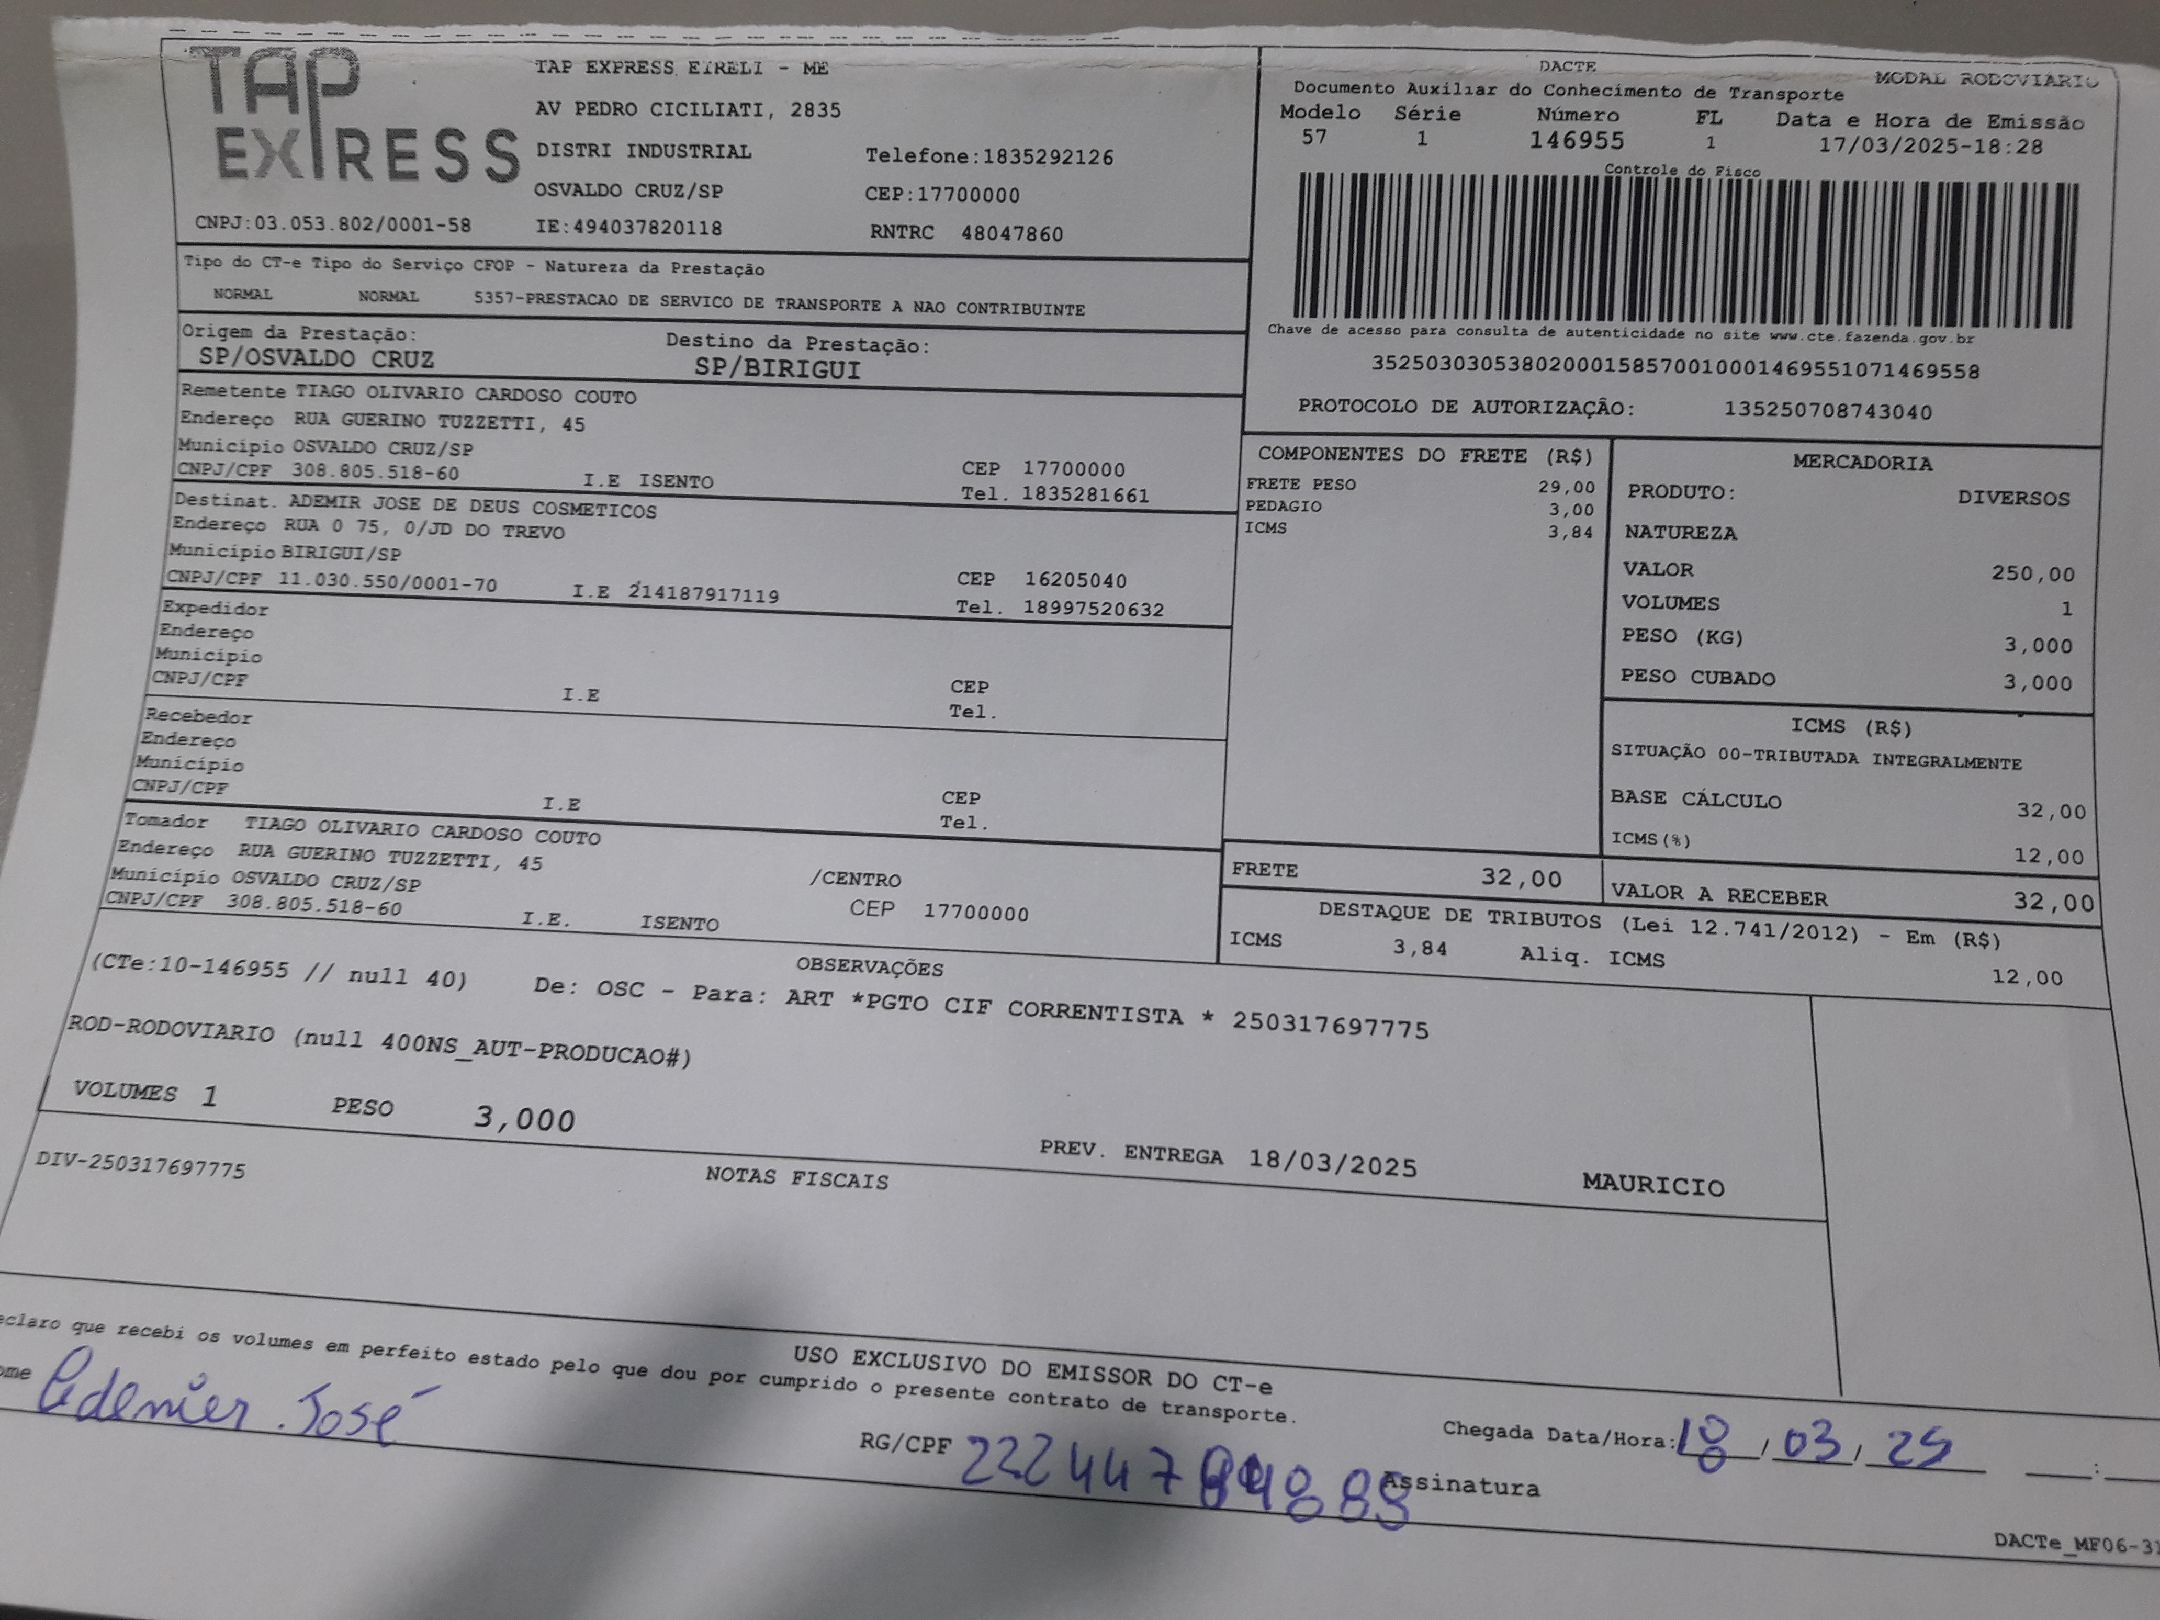 TAP EXPRESS
TAP EXPRESS EIRELI - ME
AV PEDRO CICILIATI, 2835
DISTRI INDUSTRIAL Telefone:1835292126
OSVALDO CRUZ/SP CEP:17700000
CNPJ:03.053.802/0001-58 IE:494037820118 RNTRC 48047860
DACTE MODAL RODOVIARIO
Documento Auxiliar do Conhecimento de Transporte
Modelo Série Número FL Data e Hora de Emissão
57 1 146955 1 17/03/2025-18:28
Controle do Fisco
Chave de acesso para consulta de autenticidade no site www.cte.fazenda.gov.br
35250303053802000158570010001469551071469558
PROTOCOLO DE AUTORIZAÇÃO: 135250708743040
Tipo do CT-e Tipo do Serviço CFOP - Natureza da Prestação
NORMAL NORMAL 5357-PRESTACAO DE SERVICO DE TRANSPORTE A NAO CONTRIBUINTE
Origem da Prestação: Destino da Prestação:
SP/OSVALDO CRUZ SP/BIRIGUI
Remetente TIAGO OLIVARIO CARDOSO COUTO
Endereço RUA GUERINO TUZZETTI, 45
Município OSVALDO CRUZ/SP CEP 17700000
CNPJ/CPF 308.805.518-60 I.E ISENTO Tel. 1835281661
Destinat. ADEMIR JOSE DE DEUS COSMETICOS
Endereço RUA 0 75, 0/JD DO TREVO
Município BIRIGUI/SP CEP 16205040
CNPJ/CPF 11.030.550/0001-70 I.E 214187917119 Tel. 18997520632
Expedidor
Endereço
Município CEP
CNPJ/CPF I.E Tel.
Recebedor
Endereço
Município CEP
CNPJ/CPF I.E Tel.
Tomador TIAGO OLIVARIO CARDOSO COUTO
Endereço RUA GUERINO TUZZETTI, 45 /CENTRO
Município OSVALDO CRUZ/SP CEP 17700000
CNPJ/CPF 308.805.518-60 I.E. ISENTO
COMPONENTES DO FRETE (R$)
FRETE PESO 29,00
PEDAGIO 3,00
ICMS 3,84
MERCADORIA
PRODUTO: DIVERSOS
NATUREZA
VALOR 250,00
VOLUMES 1
PESO (KG) 3,000
PESO CUBADO 3,000
ICMS (R$)
SITUAÇÃO 00-TRIBUTADA INTEGRALMENTE
BASE CÁLCULO 32,00
ICMS(%) 12,00
FRETE 32,00 VALOR A RECEBER 32,00
DESTAQUE DE TRIBUTOS (Lei 12.741/2012) - Em (R$)
ICMS 3,84 Aliq. ICMS 12,00
OBSERVAÇÕES
(CTe:10-146955 // null 40) De: OSC - Para: ART *PGTO CIF CORRENTISTA * 250317697775
ROD-RODOVIARIO (null 400NS_AUT-PRODUCAO#)
VOLUMES 1 PESO 3,000 PREV. ENTREGA 18/03/2025 MAURICIO
NOTAS FISCAIS
DIV-250317697775
USO EXCLUSIVO DO EMISSOR DO CT-e
eclaro que recebi os volumes em perfeito estado pelo que dou por cumprido o presente contrato de transporte.
ome Ademir José RG/CPF Assinatura Chegada Data/Hora: 18/03/25 :
DACTe_MF06-31